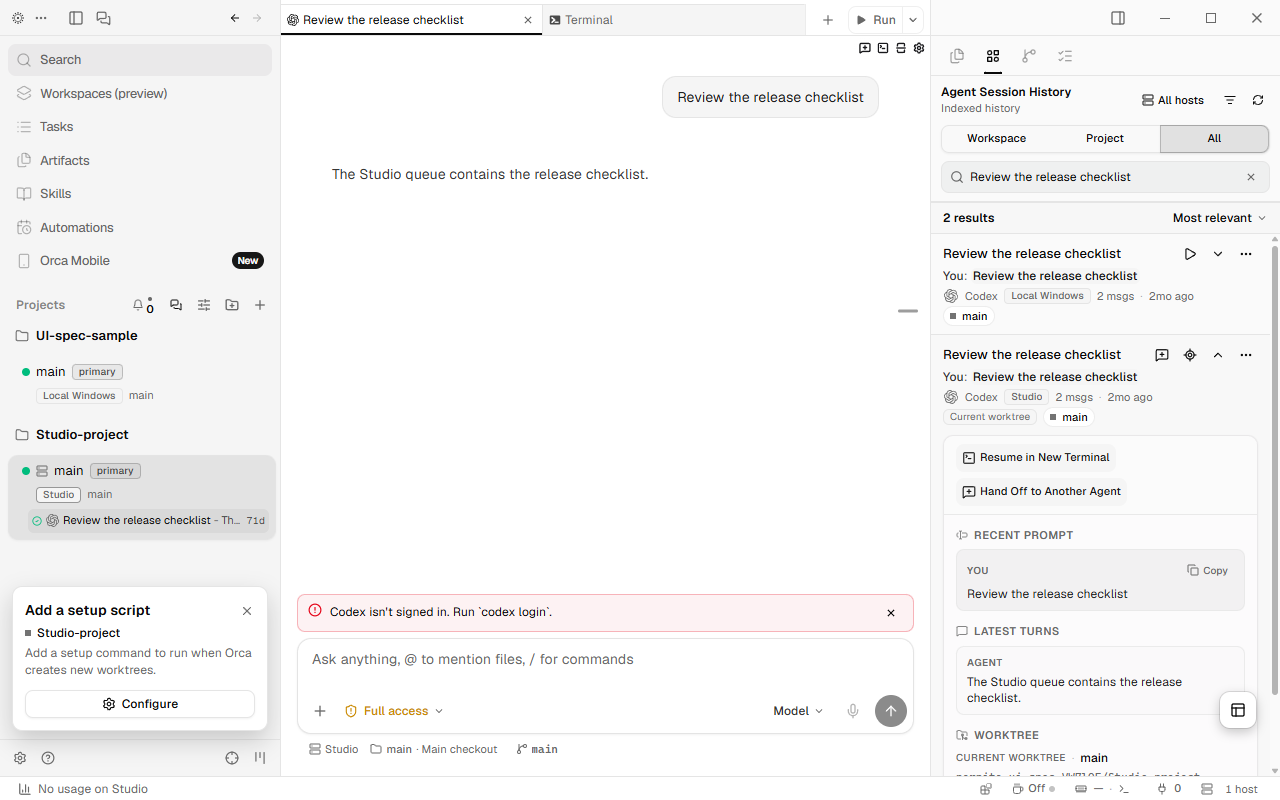 Review the release checklist
Terminal
Run
Search
Workspaces (preview)
Tasks
Artifacts
Skills
Automations
Orca Mobile
New
Projects
0
UI-spec-sample
main primary
Local Windows main
Studio-project
main primary
Studio main
Review the release checklist - Th... 71d
Add a setup script
Studio-project
Add a setup command to run when Orca
creates new worktrees.
Configure
Review the release checklist
The Studio queue contains the release checklist.
Codex isn't signed in. Run `codex login`.
Ask anything, @ to mention files, / for commands
Full access
Model
Studio main · Main checkout main
Agent Session History
Indexed history
All hosts
Workspace Project All
Review the release checklist
2 results
Most relevant
Review the release checklist
You: Review the release checklist
Codex Local Windows 2 msgs · 2mo ago
main
Review the release checklist
You: Review the release checklist
Codex Studio 2 msgs · 2mo ago
Current worktree main
Resume in New Terminal
Hand Off to Another Agent
RECENT PROMPT
YOU
Copy
Review the release checklist
LATEST TURNS
AGENT
The Studio queue contains the release
checklist.
WORKTREE
CURRENT WORKTREE · main
No usage on Studio
Off
0
1 host